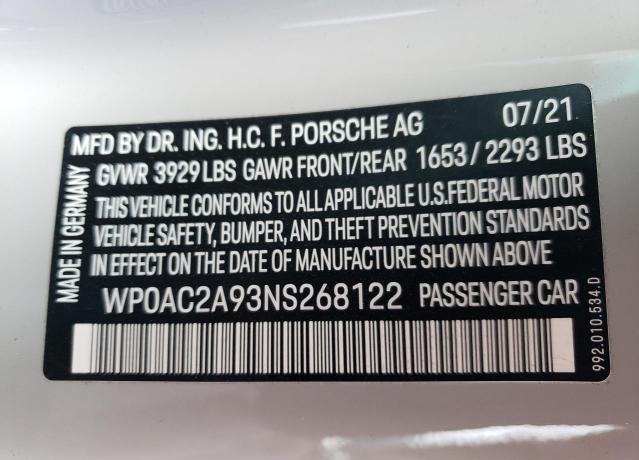 MFD BY DR. ING. H.C. F. PORSCHE AG 07/21
GVWR 3929 LBS GAWR FRONT/REAR 1653 / 2293 LBS
THIS VEHICLE CONFORMS TO ALL APPLICABLE U.S.FEDERAL MOTOR
VEHICLE SAFETY, BUMPER, AND THEFT PREVENTION STANDARDS
IN EFFECT ON THE DATE OF MANUFACTURE SHOWN ABOVE
WP0AC2A93NS268122 PASSENGER CAR
MADE IN GERMANY
992.010.534.D